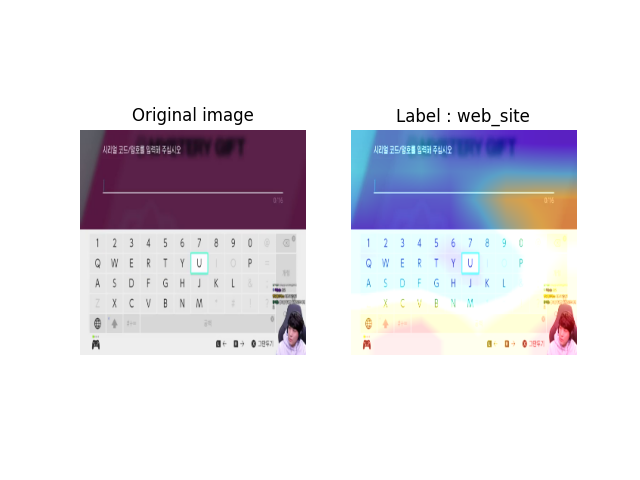 Original image
Label : web_site
MYSTERY GIFT
시리얼 코드/암호를 입력해 주십시오
0/16
1 2 3 4 5 6 7 8 9 0 @
Q W E R T Y U I O P =
A S D F G H J K L &
Z X C V B N M * # !
그만두기
시리얼 코드/암호를 입력해 주십시오
0/16
1 2 3 4 5 6 7 8 9 0
Q W E R T Y U I P
A S D F G H J K L
X C V B N M
그만두기